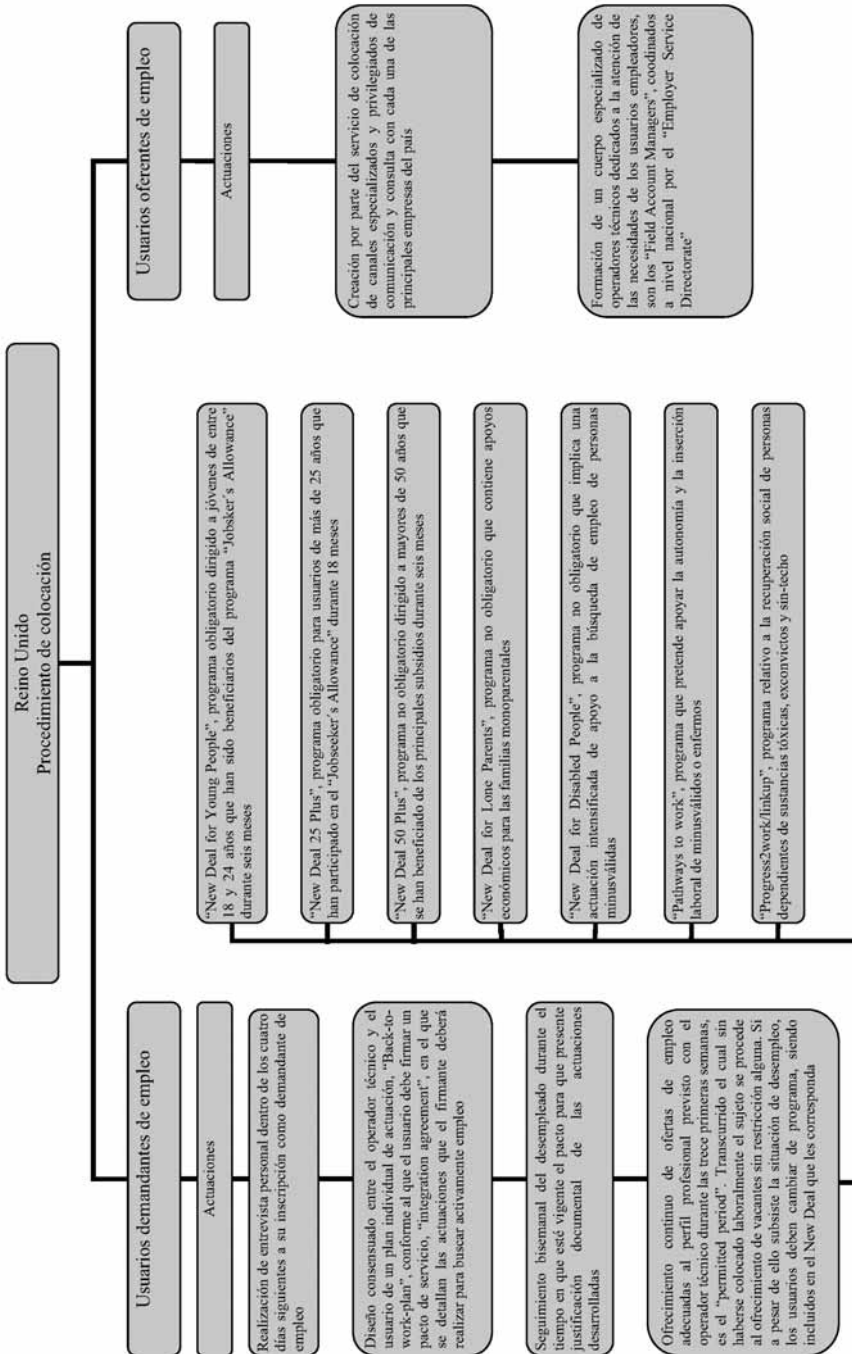 Reino Unido
Procedimiento de colocación
Usuarios demandantes de empleo
Actuaciones
Realización de entrevista personal dentro de los cuatro
días siguientes a su inscripción como demandante de
empleo
Diseño consensuado entre el operador técnico y el
usuario de un plan individual de actuación, “Back-to-
work-plan”, conforme al que el usuario debe firmar un
pacto de servicio, “integration agreement”, en el que
se detallan las actuaciones que el firmante deberá
realizar para buscar activamente empleo
Seguimiento bisemanal del desempleado durante el
tiempo en que esté vigente el pacto para que presente
justificación documental de las actuaciones
desarrolladas
Ofrecimiento continuo de ofertas de empleo
adecuadas al perfil profesional previsto con el
operador técnico durante las trece primeras semanas,
es el “permitted period”. Transcurrido el cual sin
haberse colocado laboralmente el sujeto se procede
al ofrecimiento de vacantes sin restricción alguna. Si
a pesar de ello subsiste la situación de desempleo,
los usuarios deben cambiar de programa, siendo
incluidos en el New Deal que les corresponda
“New Deal for Young People”, programa obligatorio dirigido a jóvenes de entre
18 y 24 años que han sido beneficiarios del programa “Jobsker´s Allowance”
durante seis meses
“New Deal 25 Plus”, programa obligatorio para usuarios de más de 25 años que
han participado en el “Jobseeker´s Allowance” durante 18 meses
“New Deal 50 Plus”, programa no obligatorio dirigido a mayores de 50 años que
se han beneficiado de los principales subsidios durante seis meses
“New Deal for Lone Parents”, programa no obligatorio que contiene apoyos
económicos para las familias monoparentales
“New Deal for Disabled People”, programa no obligatorio que implica una
actuación intensificada de apoyo a la búsqueda de empleo de personas
minusválidas
“Pathways to work”, programa que pretende apoyar la autonomía y la inserción
laboral de minusválidos o enfermos
“Progress2work/linkup”, programa relativo a la recuperación social de personas
dependientes de sustancias tóxicas, exconvictos y sin-techo
Usuarios oferentes de empleo
Actuaciones
Creación por parte del servicio de colocación
de canales especializados y privilegiados de
comunicación y consulta con cada una de las
principales empresas del país
Formación de un cuerpo especializado de
operadores técnicos dedicados a la atención de
las necesidades de los usuarios empleadores,
son los “Field Account Managers”, coodinados
a nivel nacional por el “Employer Service
Directorate”